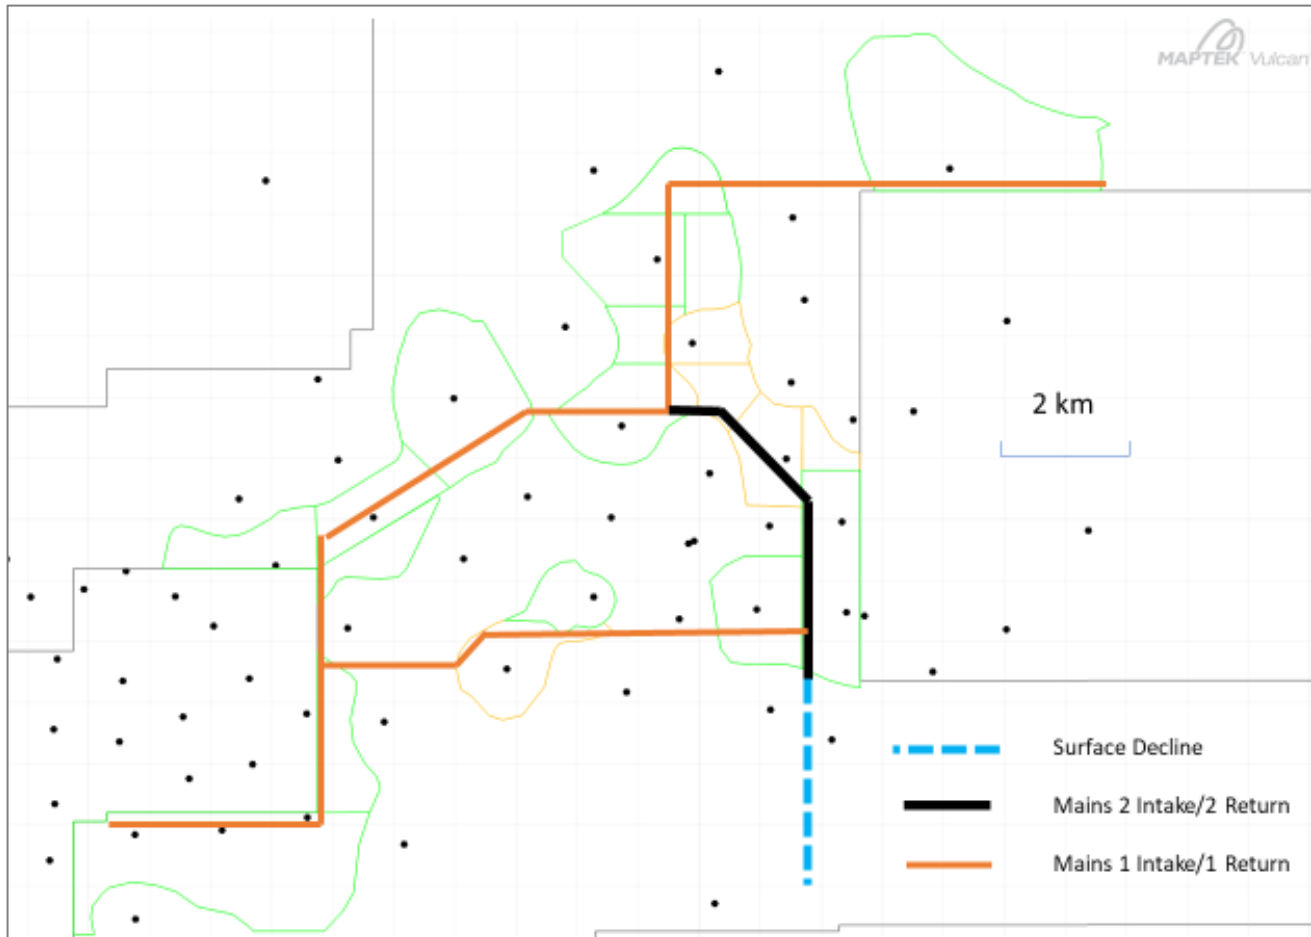 MAPTEK Vulcan
2 km
Surface Decline
Mains 2 Intake/2 Return
Mains 1 Intake/1 Return